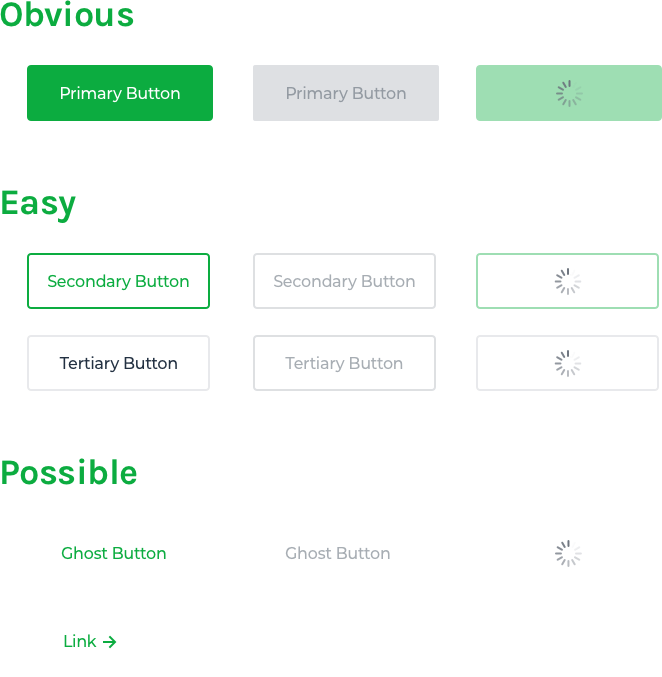 Obvious
Primary Button Primary Button
Easy
Secondary Button Secondary Button
Tertiary Button Tertiary Button
Possible
Ghost Button Ghost Button
Link →